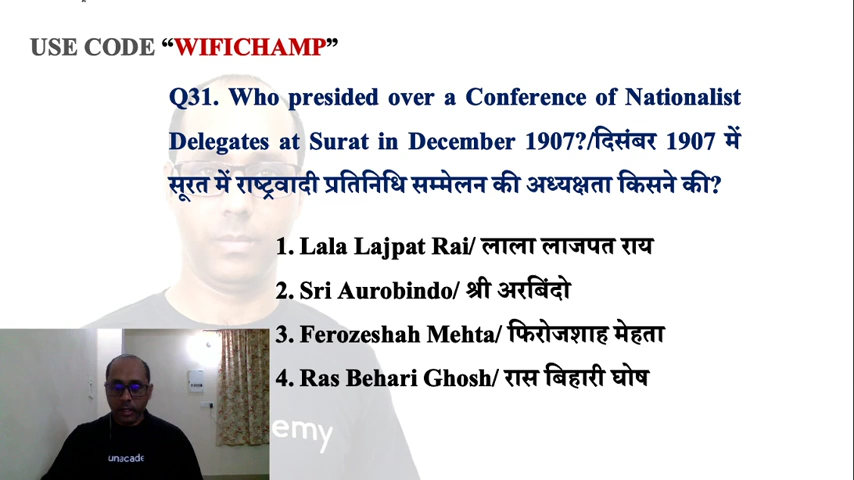 USE CODE “WIFICHAMP”
Q31. Who presided over a Conference of Nationalist
Delegates at Surat in December 1907?/दिसंबर 1907 में
सूरत में राष्ट्रवादी प्रतिनिधि सम्मेलन की अध्यक्षता किसने की?
1. Lala Lajpat Rai/ लाला लाजपत राय
2. Sri Aurobindo/ श्री अरबिंदो
3. Ferozeshah Mehta/ फिरोजशाह मेहता
4. Ras Behari Ghosh/ रास बिहारी घोष
emy
unacade